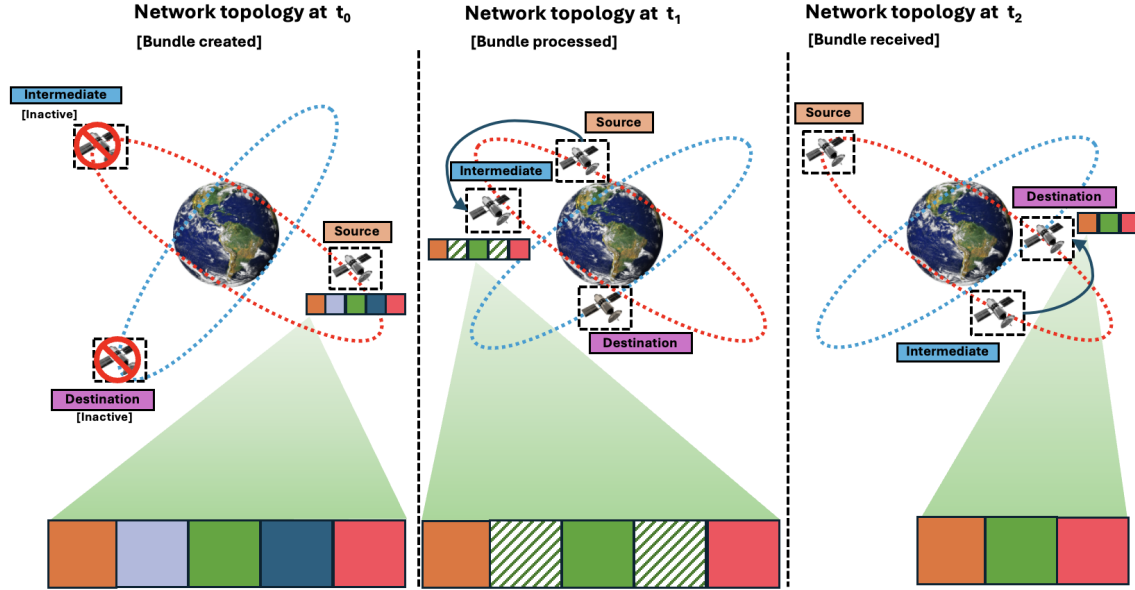 Network topology at t0
[Bundle created]
Intermediate
[Inactive]
Source
Destination
[Inactive]
Network topology at t1
[Bundle processed]
Source
Intermediate
Destination
Network topology at t2
[Bundle received]
Source
Destination
Intermediate